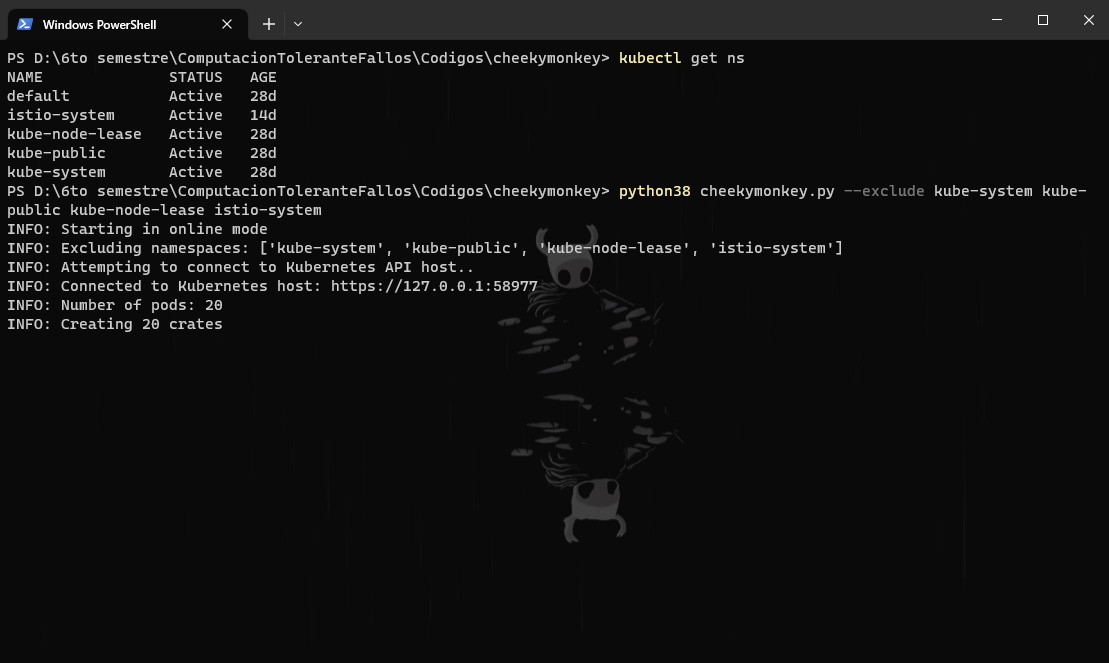 Windows PowerShell
PS D:\6to semestre\ComputacionToleranteFallos\Codigos\cheekymonkey> kubectl get ns
NAME              STATUS   AGE
default           Active   28d
istio-system      Active   14d
kube-node-lease   Active   28d
kube-public       Active   28d
kube-system       Active   28d
PS D:\6to semestre\ComputacionToleranteFallos\Codigos\cheekymonkey> python38 cheekymonkey.py --exclude kube-system kube-
public kube-node-lease istio-system
INFO: Starting in online mode
INFO: Excluding namespaces: ['kube-system', 'kube-public', 'kube-node-lease', 'istio-system']
INFO: Attempting to connect to Kubernetes API host..
INFO: Connected to Kubernetes host: https://127.0.0.1:58977
INFO: Number of pods: 20
INFO: Creating 20 crates